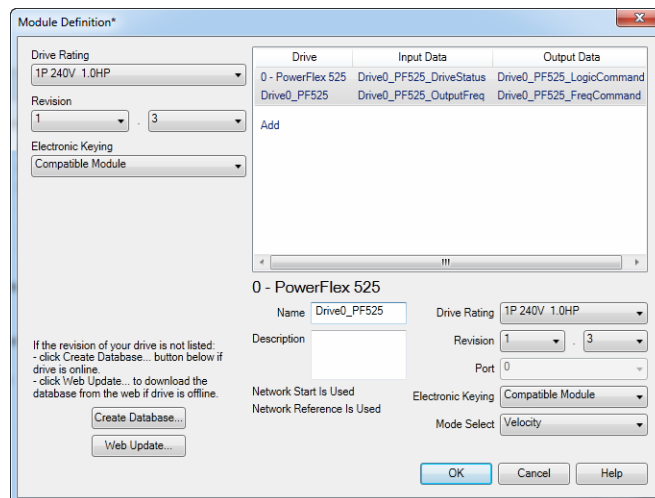 Module Definition*
Drive Rating
1P 240V 1.0HP
Revision
1 . 3
Electronic Keying
Compatible Module
Drive Input Data Output Data
0 - PowerFlex 525 Drive0_PF525_DriveStatus Drive0_PF525_LogicCommand
Drive0_PF525 Drive0_PF525_OutputFreq Drive0_PF525_FreqCommand
Add
0 - PowerFlex 525
Name Drive0_PF525
Description
Network Start Is Used
Network Reference Is Used
Drive Rating 1P 240V 1.0HP
Revision 1 . 3
Port 0
Electronic Keying Compatible Module
Mode Select Velocity
If the revision of your drive is not listed:
- click Create Database... button below if
drive is online.
- click Web Update... to download the
database from the web if drive is offline.
Create Database...
Web Update...
OK Cancel Help